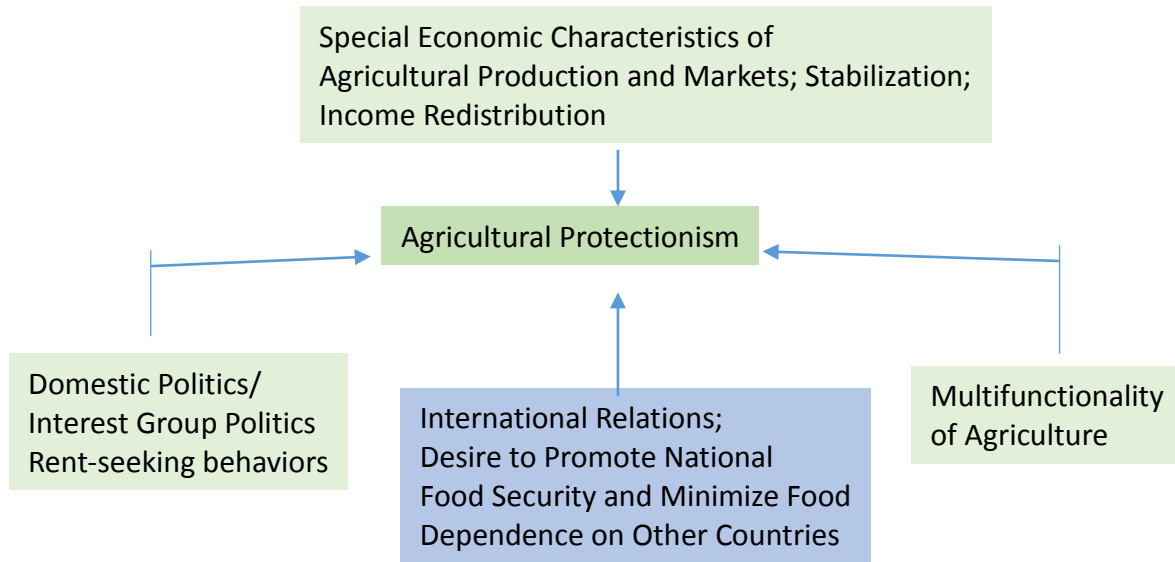 Special Economic Characteristics of
Agricultural Production and Markets; Stabilization;
Income Redistribution
Agricultural Protectionism
Domestic Politics/
Interest Group Politics
Rent-seeking behaviors
International Relations;
Desire to Promote National
Food Security and Minimize Food
Dependence on Other Countries
Multifunctionality
of Agriculture